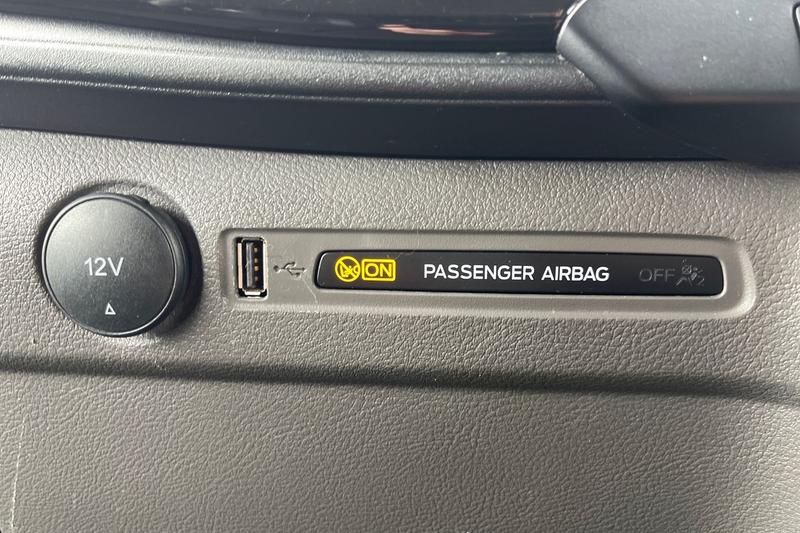 12V
ON PASSENGER AIRBAG OFF